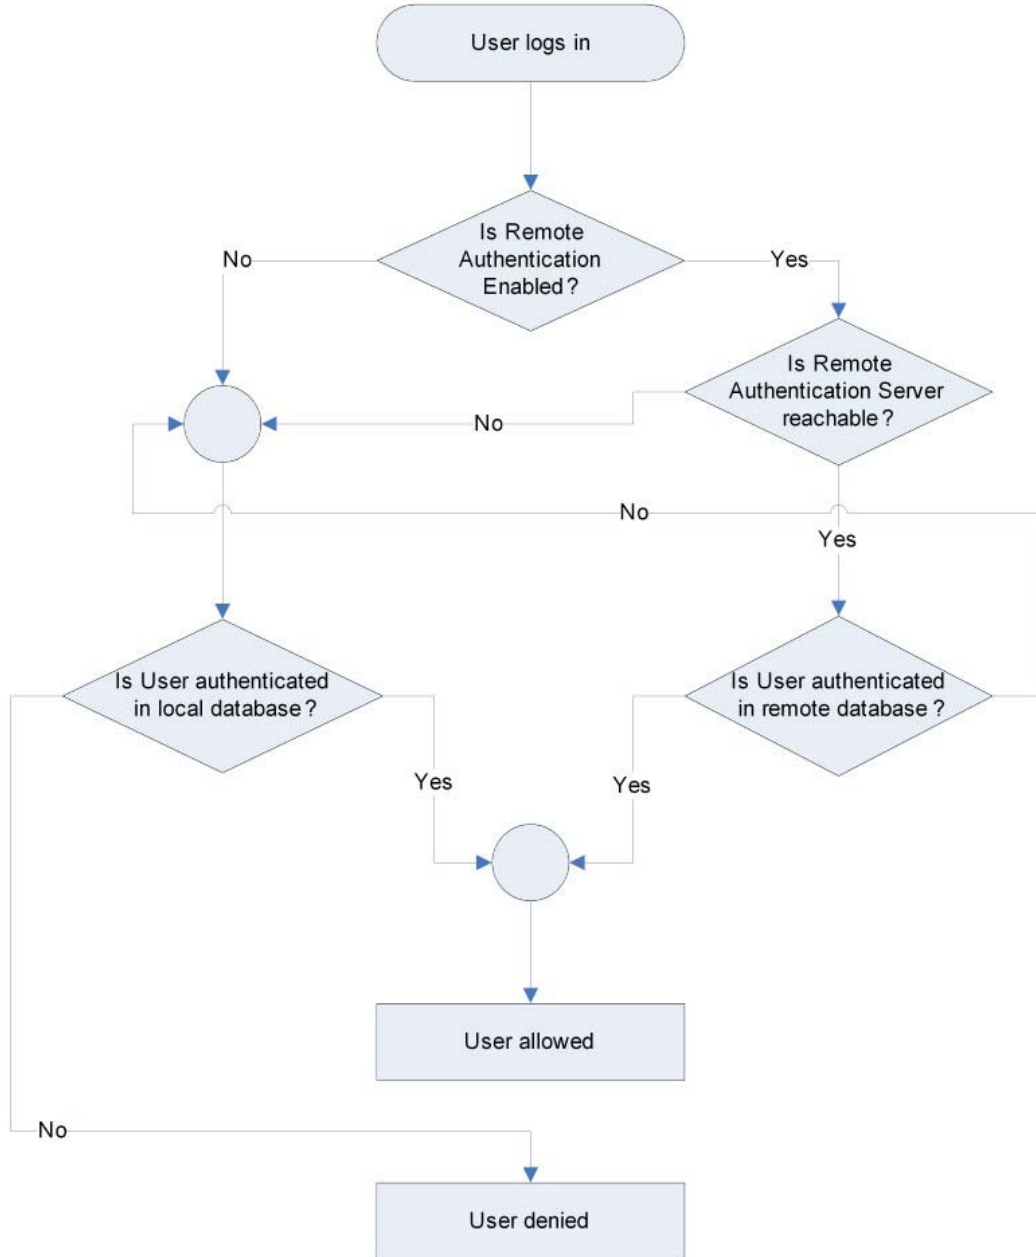 User logs in
Is Remote
Authentication
Enabled?
No
Yes
Is Remote
Authentication Server
reachable?
No
No
Yes
Is User authenticated
in local database?
Is User authenticated
in remote database?
Yes
Yes
User allowed
No
User denied